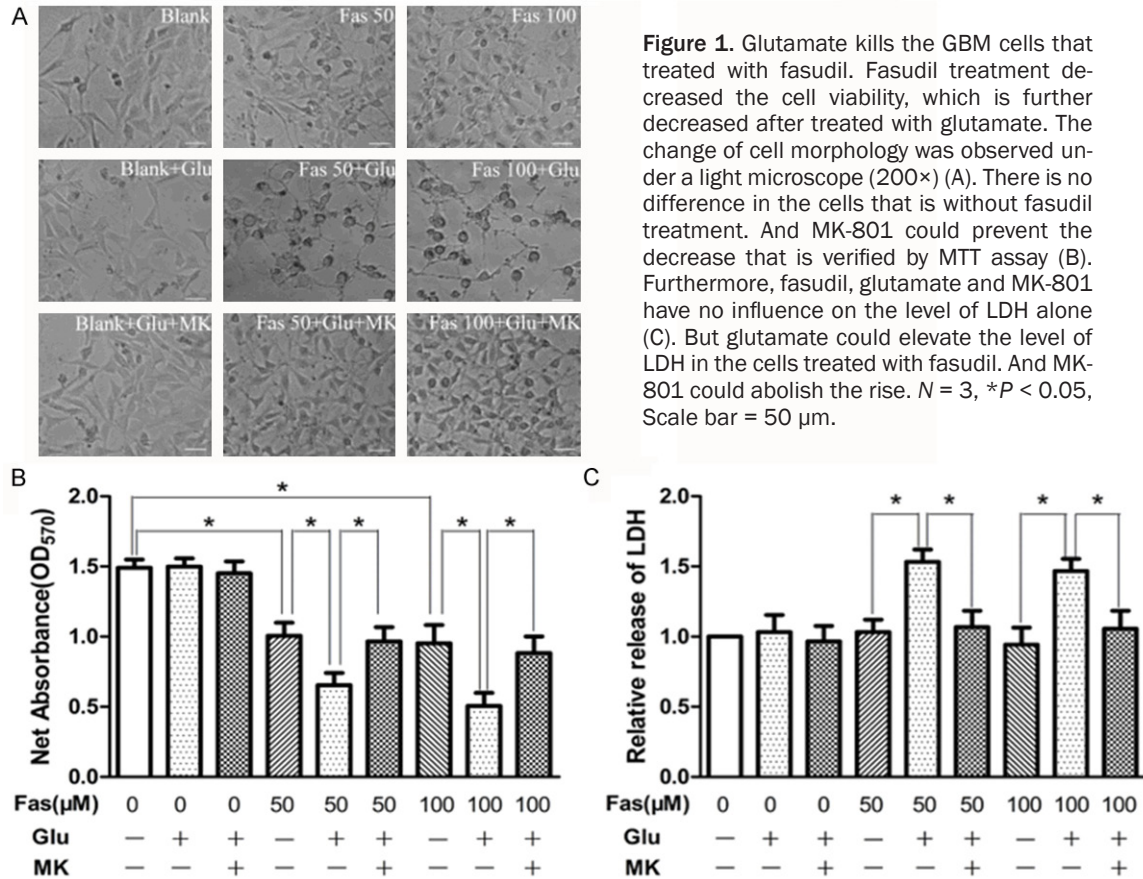 A
Blank
Fas 50
Fas 100
Blank+Glu
Fas 50+Glu
Fas 100+Glu
Blank+Glu+MK
Fas 50+Glu+MK
Fas 100+Glu+MK
Figure 1. Glutamate kills the GBM cells that
treated with fasudil. Fasudil treatment de-
creased the cell viability, which is further
decreased after treated with glutamate. The
change of cell morphology was observed un-
der a light microscope (200×) (A). There is no
difference in the cells that is without fasudil
treatment. And MK-801 could prevent the
decrease that is verified by MTT assay (B).
Furthermore, fasudil, glutamate and MK-801
have no influence on the level of LDH alone
(C). But glutamate could elevate the level of
LDH in the cells treated with fasudil. And MK-
801 could abolish the rise. N = 3, *P < 0.05,
Scale bar = 50 µm.
B
Net Absorbance(OD570)
2.0
1.5
1.0
0.5
0.0
* * * * * *
Fas(µM) 0 0 0 50 50 50 100 100 100
Glu — + + — + + — + +
MK — — + — — + — — +
C
Relative release of LDH
2.0
1.5
1.0
0.5
0.0
* * * *
Fas(µM) 0 0 0 50 50 50 100 100 100
Glu — + + — + + — + +
MK — — + — — + — — +